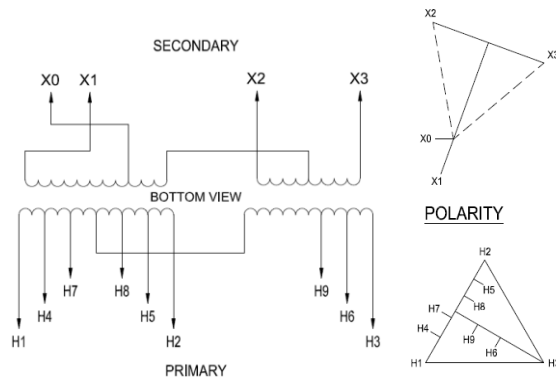 SECONDARY
X0 X1 X2 X3
BOTTOM VIEW
H7 H8 H9
H4 H5 H6
H1 H2 H3
PRIMARY
X2
X3
X0
X1
POLARITY
H2
H5
H8
H7
H4
H9
H6
H1
H3